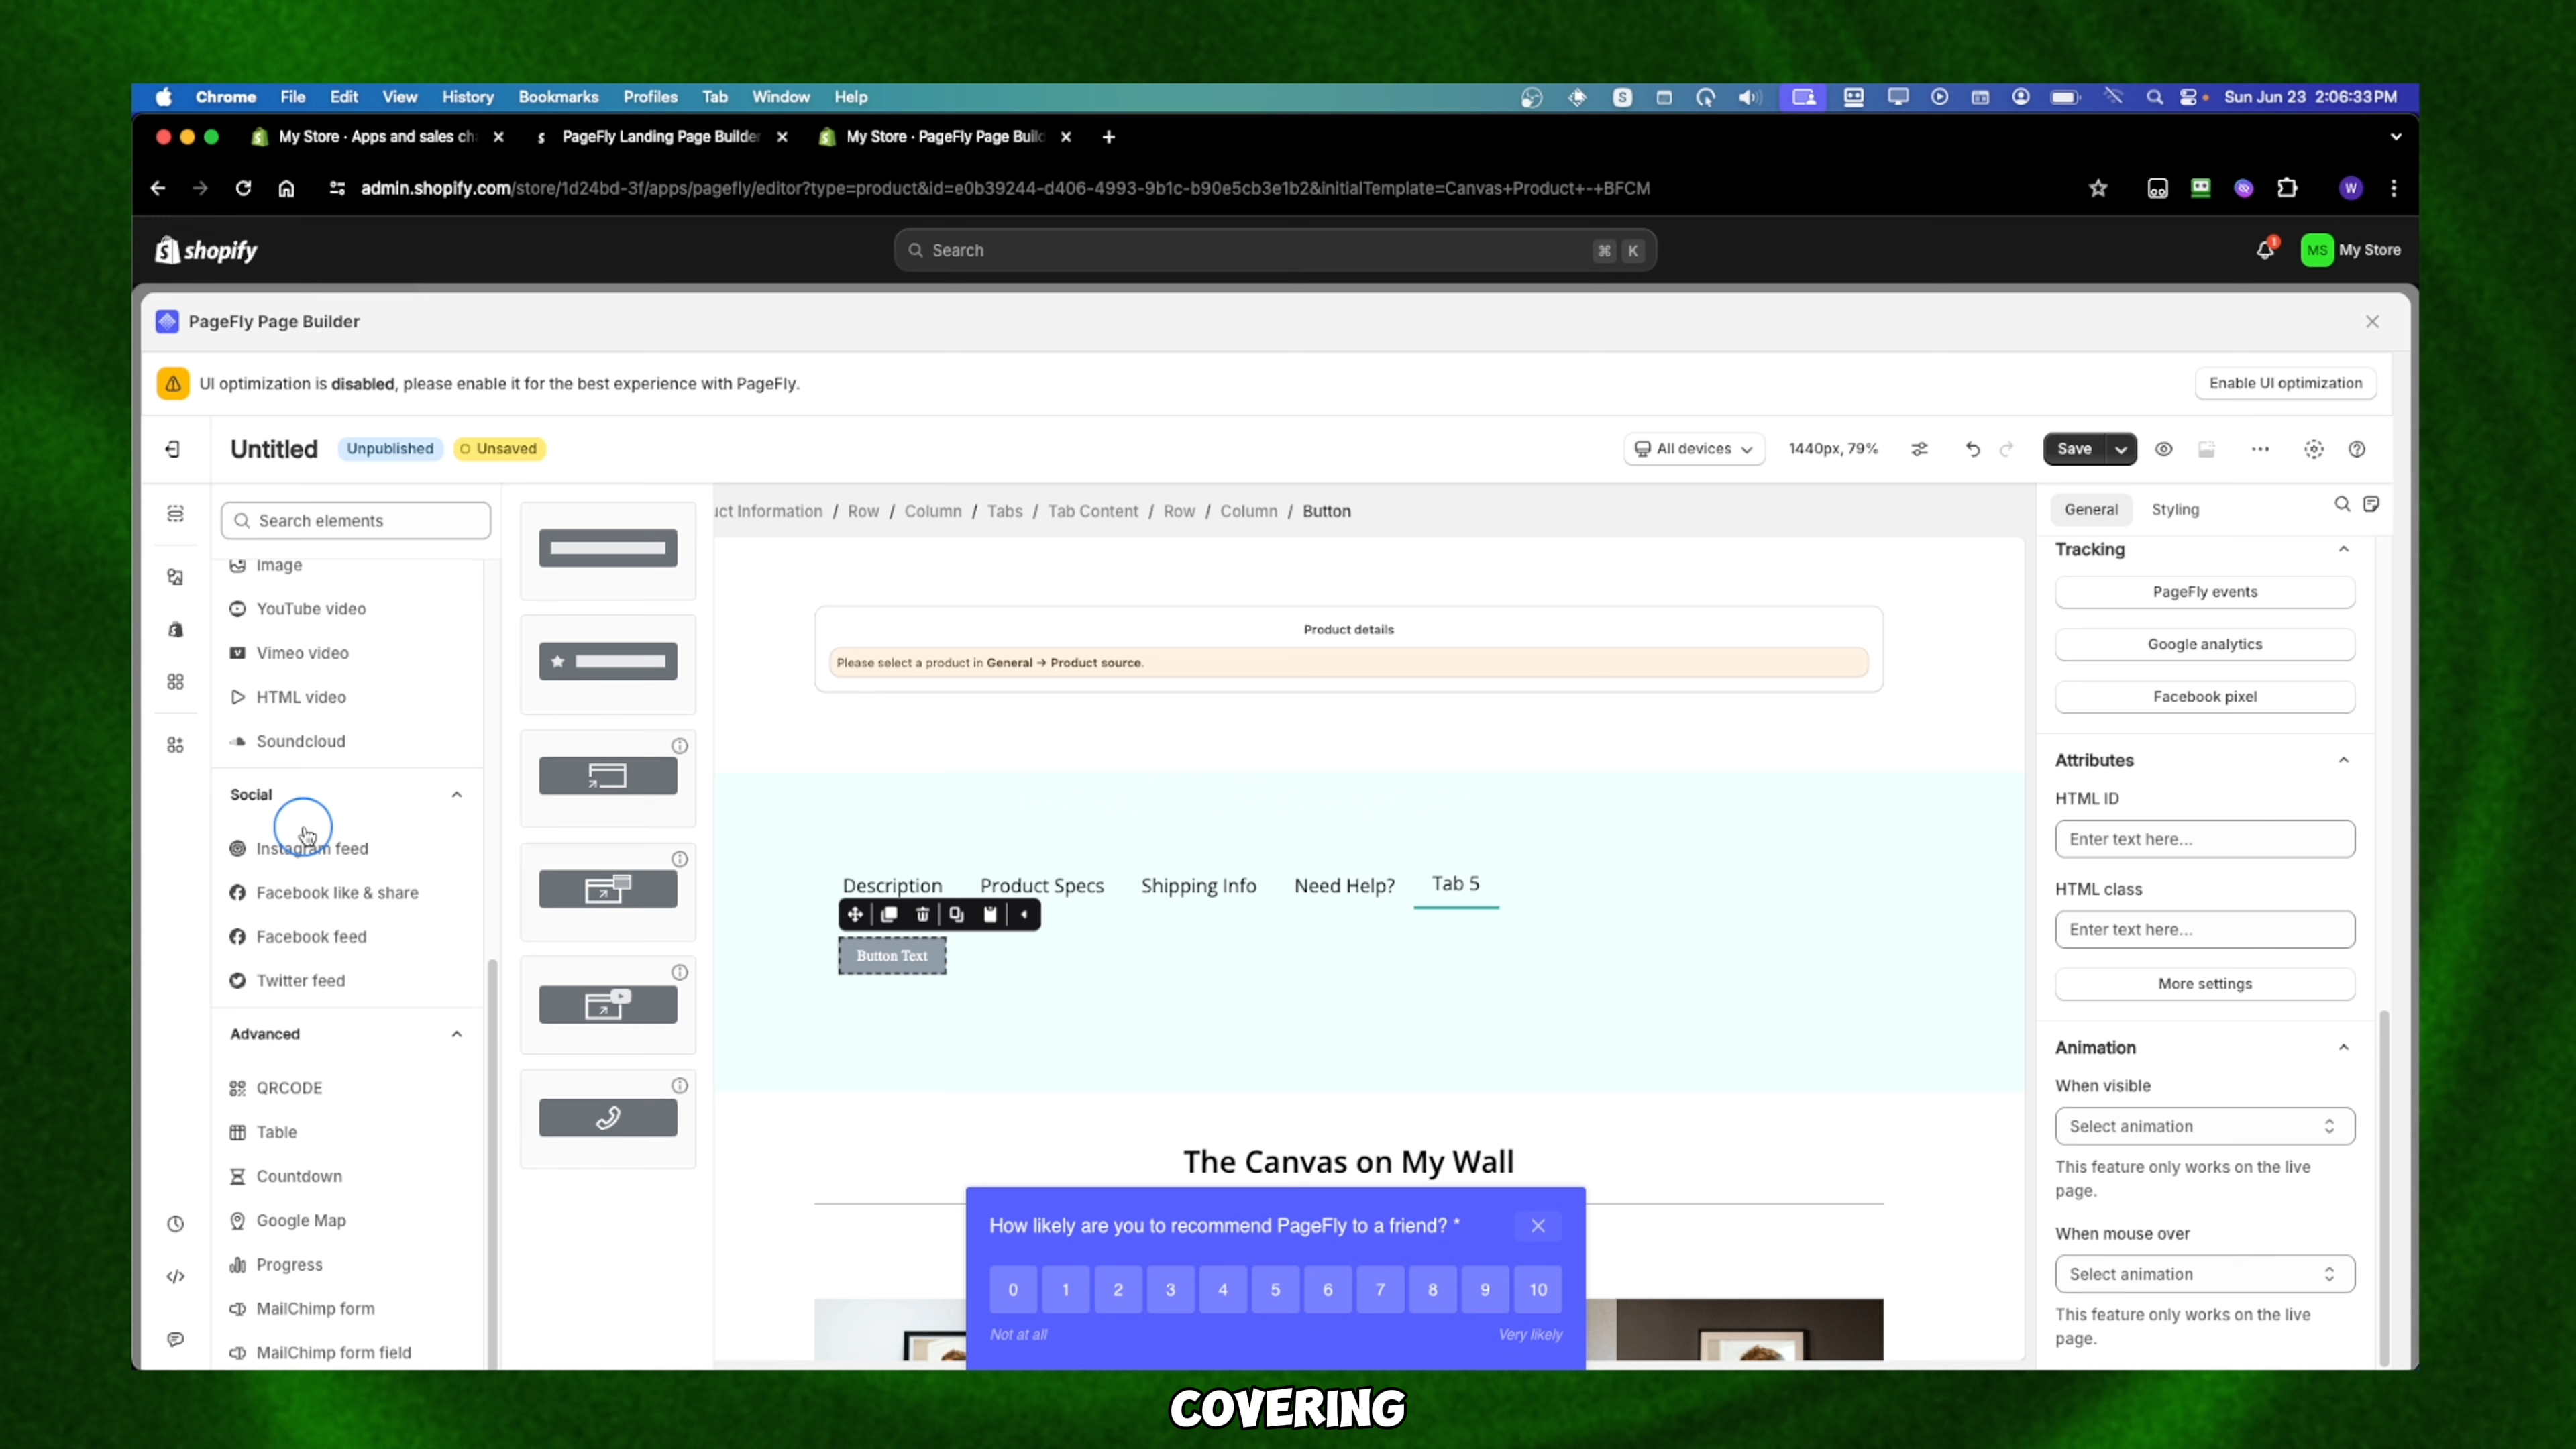 Chrome File Edit View History Bookmarks Profiles Tab Window Help Sun Jun 23 2:06:33 PM
My Store · Apps and sales ch PageFly Landing Page Builder My Store · PageFly Page Buil
admin.shopify.com/store/1d24bd-3f/apps/pagefly/editor?type=product&id=e0b39244-d406-4993-9b1c-b90e5cb3e1b2&initialTemplate=Canvas+Product+-+BFCM W
shopify Search ⌘ K 1 MS My Store
PageFly Page Builder
UI optimization is disabled, please enable it for the best experience with PageFly. Enable UI optimization
Untitled Unpublished Unsaved All devices 1440px, 79% Save
Search elements
Image
YouTube video
Vimeo video
HTML video
Soundcloud
Social
Instagram feed
Facebook like & share
Facebook feed
Twitter feed
Advanced
QRCODE
Table
Countdown
Google Map
Progress
MailChimp form
MailChimp form field
uct Information / Row / Column / Tabs / Tab Content / Row / Column / Button
Product details
Please select a product in General → Product source.
Description Product Specs Shipping Info Need Help? Tab 5
Button Text
The Canvas on My Wall
How likely are you to recommend PageFly to a friend? *
0 1 2 3 4 5 6 7 8 9 10
Not at all Very likely
General Styling
Tracking
PageFly events
Google analytics
Facebook pixel
Attributes
HTML ID
Enter text here...
HTML class
Enter text here...
More settings
Animation
When visible
Select animation
This feature only works on the live
page.
When mouse over
Select animation
This feature only works on the live
page.
COVERING